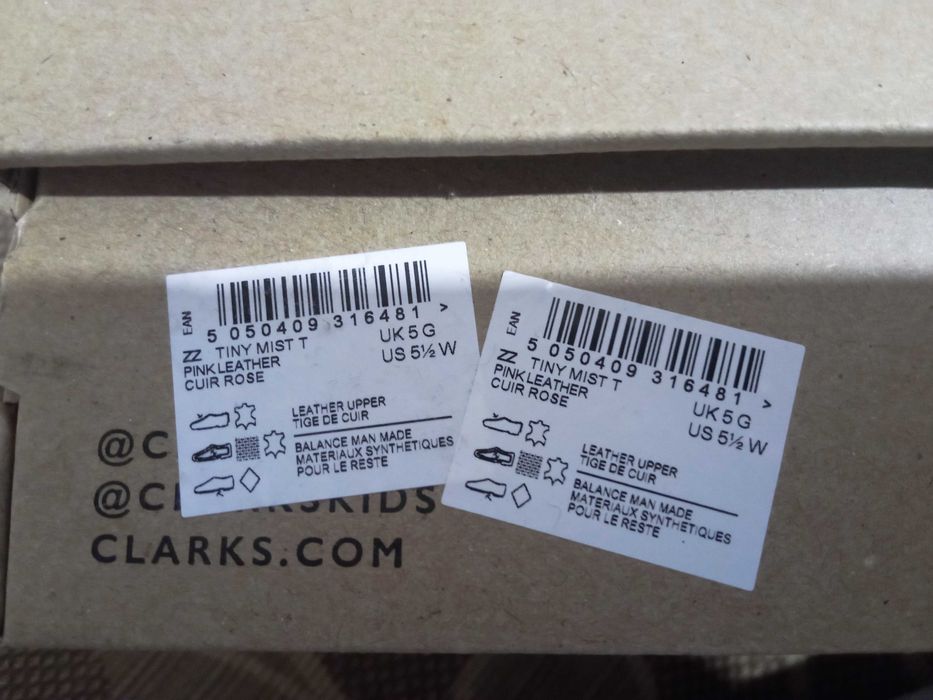 EAN
5 050409 316481 >
ZZ TINY MIST T UK 5 G
PINK LEATHER US 5½ W
CUIR ROSE
LEATHER UPPER
TIGE DE CUIR
BALANCE MAN MADE
MATERIAUX SYNTHETIQUES
POUR LE RESTE
EAN
5 050409 316481 >
ZZ TINY MIST T UK 5 G
PINK LEATHER US 5½ W
CUIR ROSE
LEATHER UPPER
TIGE DE CUIR
BALANCE MAN MADE
MATERIAUX SYNTHETIQUES
POUR LE RESTE
CLARKS.COM